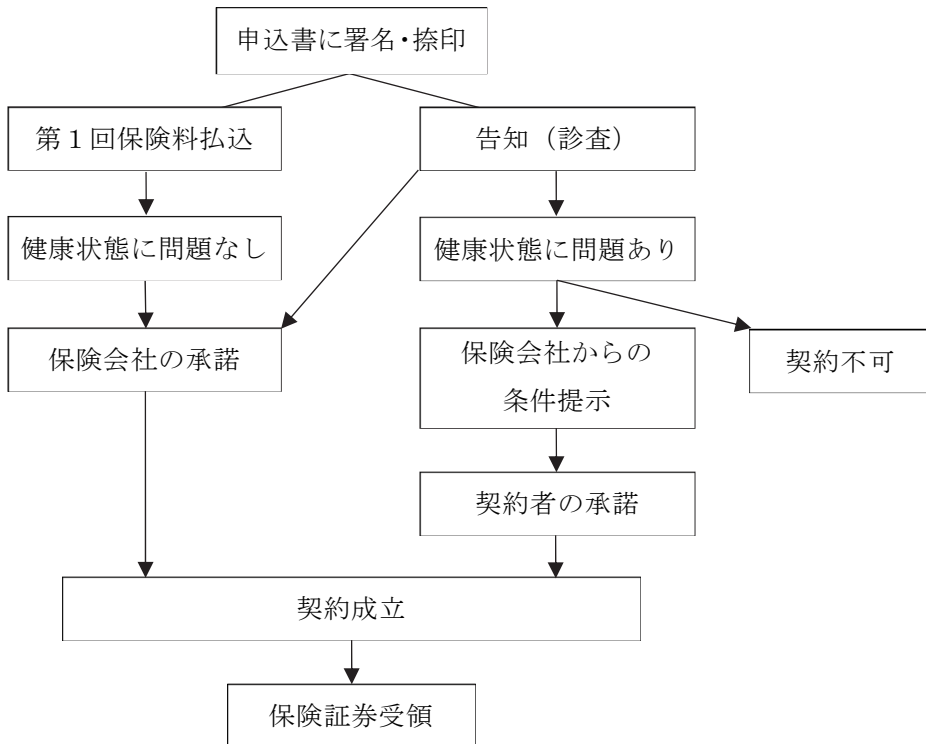 申込書に署名・捺印
第１回保険料払込
告知（診査）
健康状態に問題なし
健康状態に問題あり
保険会社の承諾
保険会社からの
条件提示
契約不可
契約者の承諾
契約成立
保険証券受領